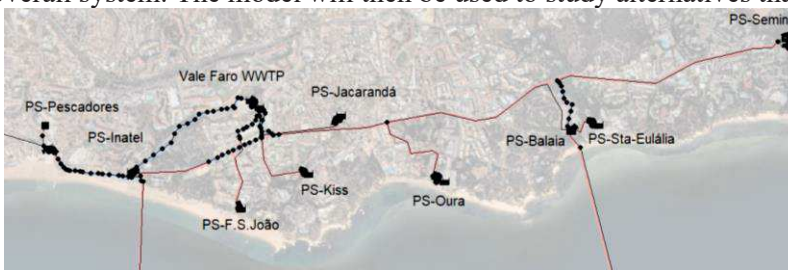 overall system. The model will then be used to study alternatives tha
PS-Semin
Vale Faro WWTP
PS-Jacarandá
PS-Pescadores
PS-Inatel
PS-Balaia
PS-Sta-Eulália
PS-Kiss
PS-Oura
PS-F.S.João